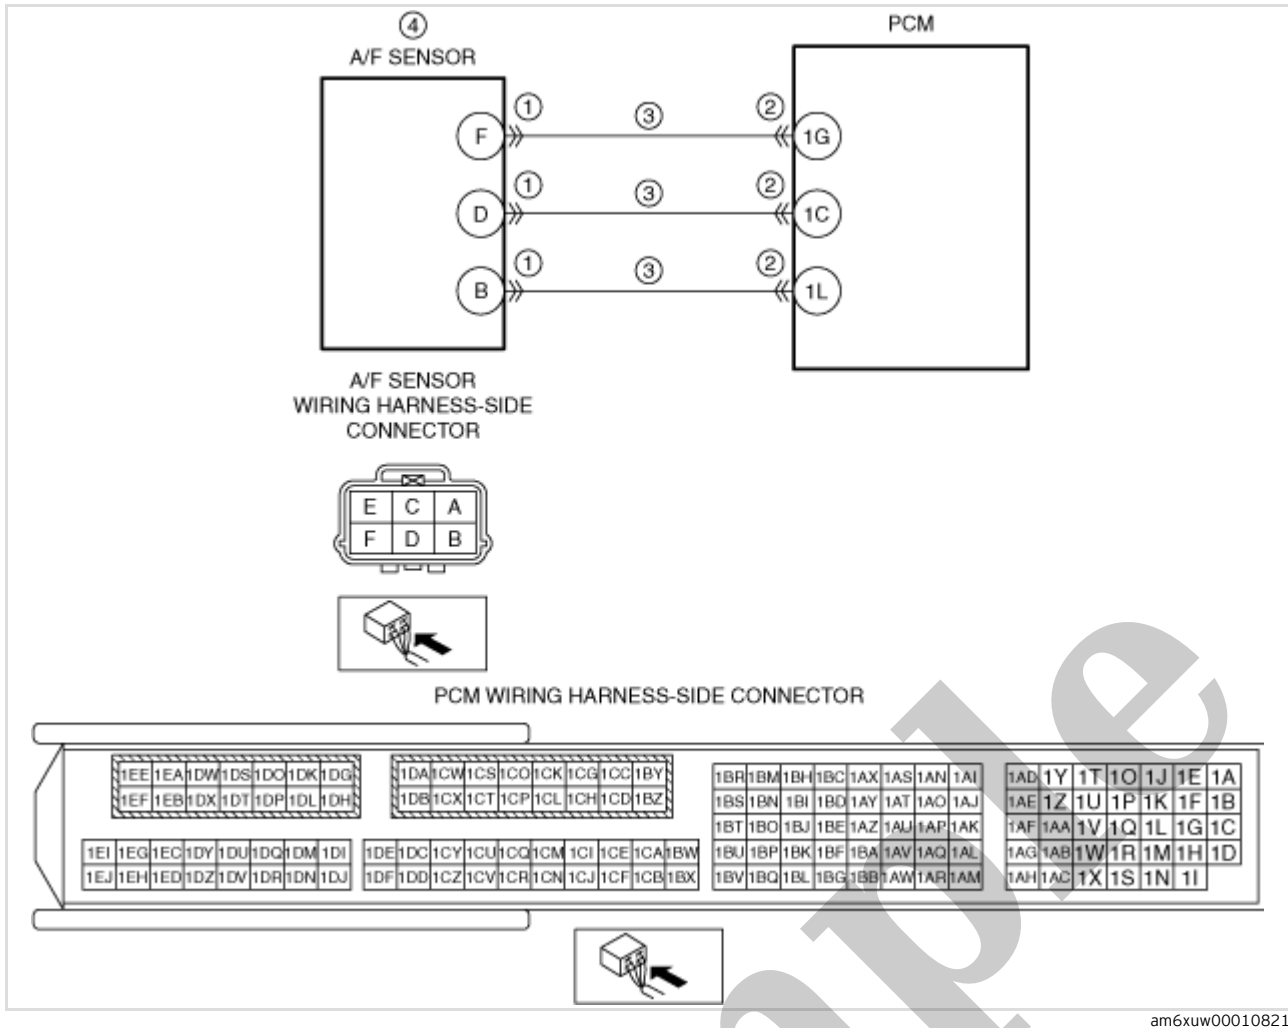 ④
A/F SENSOR
PCM
F ① ③ ② 1G
D ① ③ ② 1C
B ① ③ ② 1L
A/F SENSOR
WIRING HARNESS-SIDE
CONNECTOR
E C A
F D B
PCM WIRING HARNESS-SIDE CONNECTOR
1EE 1EA 1DW 1DS 1DO 1DK 1DG
1EF 1EB 1DX 1DT 1DP 1DL 1DH
1EI 1EG 1EC 1DY 1DU 1DQ 1DM 1DI
1EJ 1EH 1ED 1DZ 1DV 1DR 1DN 1DJ
1DA 1CW 1CS 1CO 1CK 1CG 1CC 1BY
1DB 1CX 1CT 1CP 1CL 1CH 1CD 1BZ
1DE 1DC 1CY 1CU 1CQ 1CM 1CI 1CE 1CA 1BW
1DF 1DD 1CZ 1CV 1CR 1CN 1CJ 1CF 1CB 1BX
1BR 1BM 1BH 1BC 1AX 1AS 1AN 1AI
1BS 1BN 1BI 1BD 1AY 1AT 1AO 1AJ
1BT 1BO 1BJ 1BE 1AZ 1AU 1AP 1AK
1BU 1BP 1BK 1BF 1BA 1AV 1AQ 1AL
1BV 1BQ 1BL 1BG 1BB 1AW 1AR 1AM
1AD 1Y 1T 1O 1J 1E 1A
1AE 1Z 1U 1P 1K 1F 1B
1AF 1AA 1V 1Q 1L 1G 1C
1AG 1AB 1W 1R 1M 1H 1D
1AH 1AC 1X 1S 1N 1I
mple
am6xuw00010821